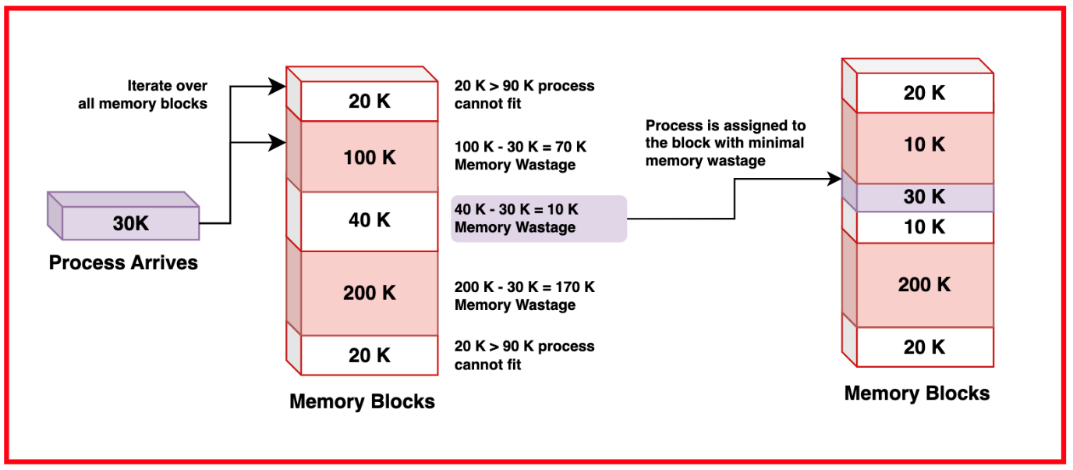 Iterate over
all memory blocks
30K
Process Arrives
20 K
100 K
40 K
200 K
20 K
Memory Blocks
20 K > 90 K process
cannot fit
100 K - 30 K = 70 K
Memory Wastage
40 K - 30 K = 10 K
Memory Wastage
200 K - 30 K = 170 K
Memory Wastage
20 K > 90 K process
cannot fit
Process is assigned to
the block with minimal
memory wastage
20 K
10 K
30 K
10 K
200 K
20 K
Memory Blocks